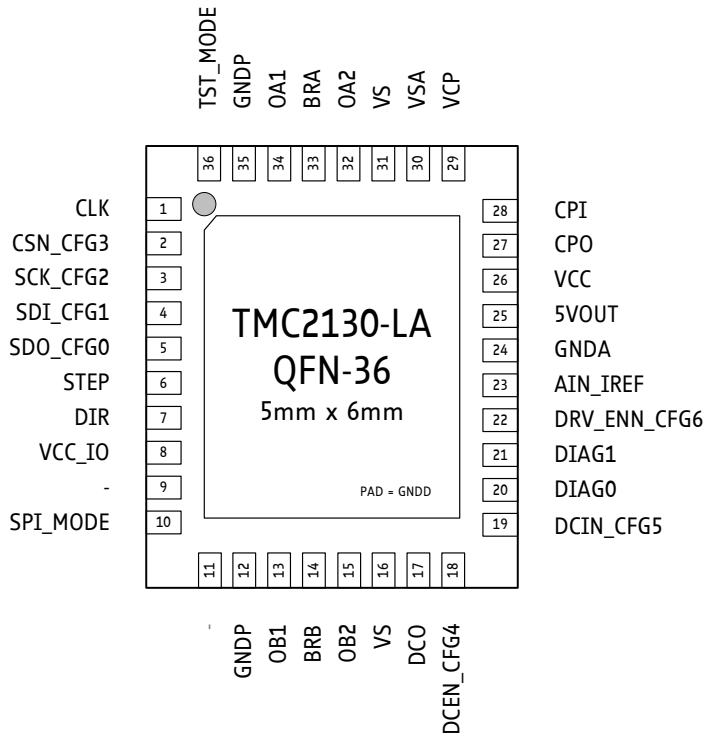 TST_MODE
GNDP
OA1
BRA
OA2
VS
VSA
VCP
36
35
34
33
32
31
30
29
CLK 1
CSN_CFG3 2
SCK_CFG2 3
SDI_CFG1 4
SDO_CFG0 5
STEP 6
DIR 7
VCC_IO 8
- 9
SPI_MODE 10
TMC2130-LA
QFN-36
5mm x 6mm
PAD = GNDD
28 CPI
27 CPO
26 VCC
25 5VOUT
24 GNDA
23 AIN_IREF
22 DRV_ENN_CFG6
21 DIAG1
20 DIAG0
19 DCIN_CFG5
11
12
13
14
15
16
17
18
-
GNDP
OB1
BRB
OB2
VS
DCO
DCEN_CFG4